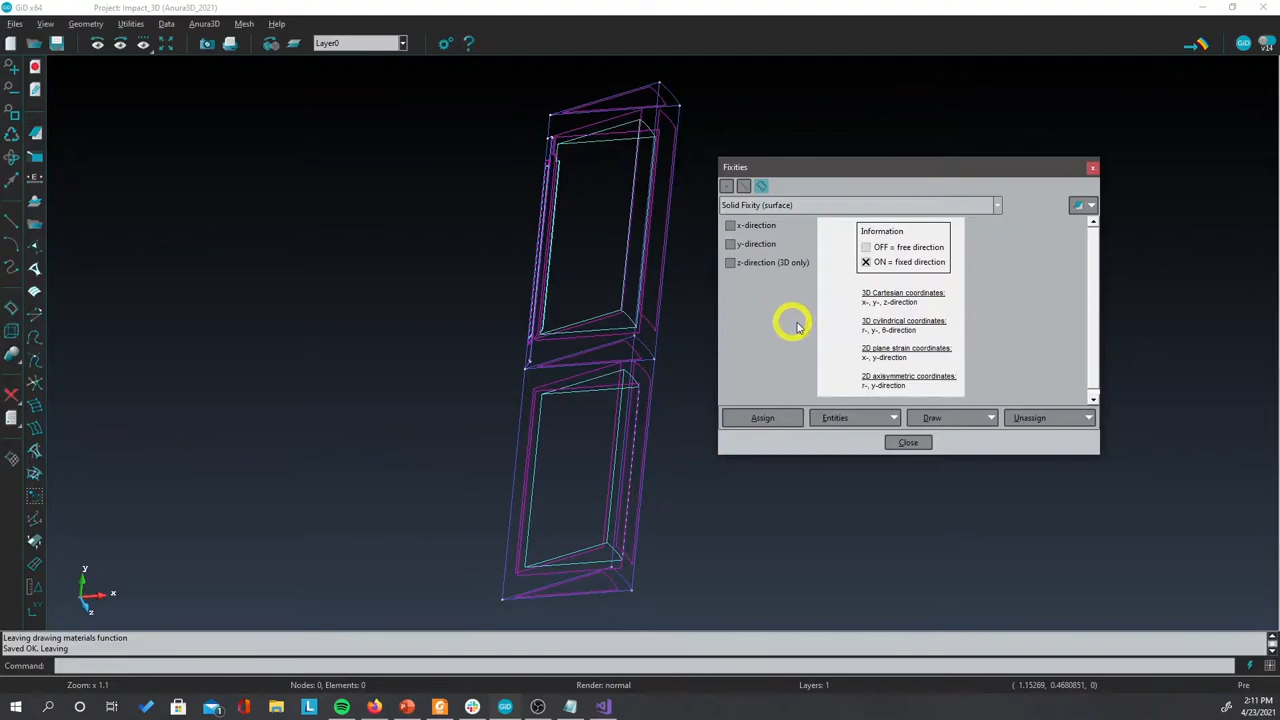 GiD x64 Project: Impact_3D (Anura3D_2021)
Files View Geometry Utilities Data Anura3D Mesh Help
Layer0
GiD
v14
E
Fixities
x
Solid Fixity (surface)
x-direction
y-direction
z-direction (3D only)
Information
OFF = free direction
ON = fixed direction
3D Cartesian coordinates:
x-, y-, z-direction
3D cylindrical coordinates:
r-, y-, θ-direction
2D plane strain coordinates:
x-, y-direction
2D axisymmetric coordinates:
r-, y-direction
Assign Entities Draw Unassign
Close
y
x
z
Leaving drawing materials function
Saved OK. Leaving
Command:
Zoom: x 1.1 Nodes: 0, Elements: 0 Render: normal Layers: 1 ( 1.15269, 0.4680851, 0) Pre
2:11 PM
4/23/2021